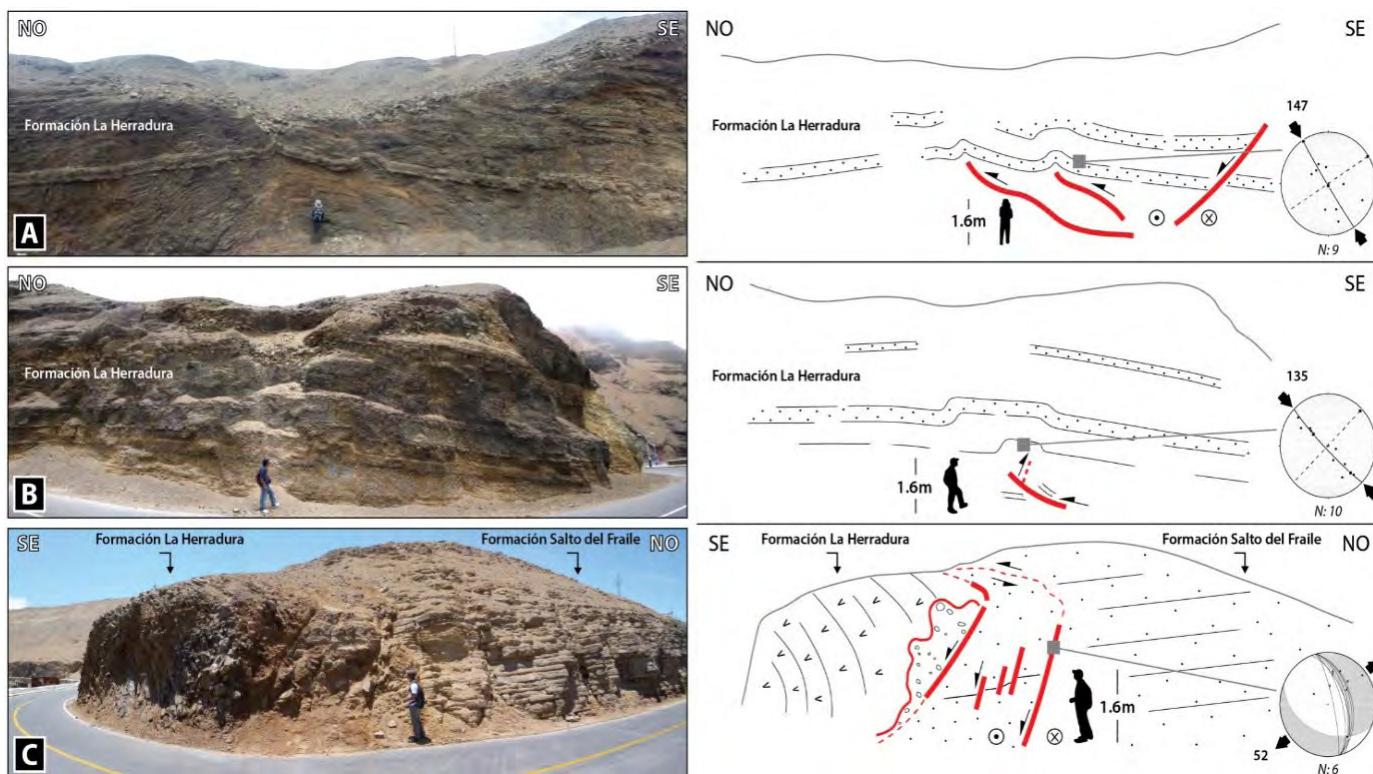 NO SE
Formación La Herradura
A
NO SE
Formación La Herradura
147
1.6m
N: 9
NO SE
Formación La Herradura
B
NO SE
Formación La Herradura
135
1.6m
N: 10
SE Formación La Herradura Formación Salto del Fraile NO
C
SE Formación La Herradura Formación Salto del Fraile NO
1.6m
52
N: 6